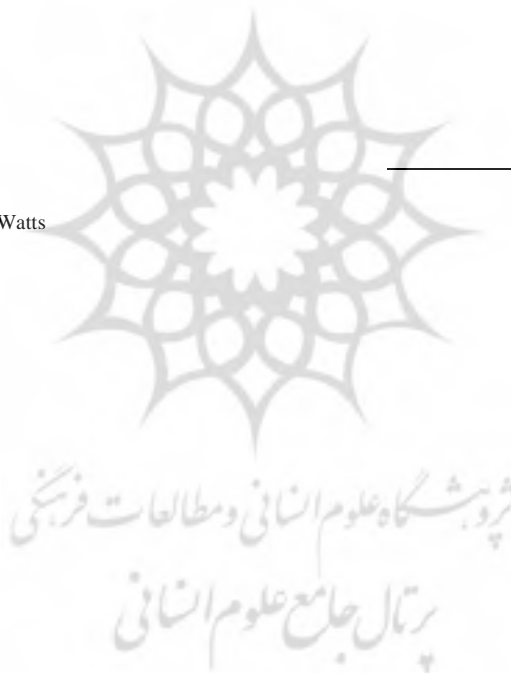 Watts
پژوهشگاه علوم انسانی و مطالعات فرهنگی
پرتال جامع علوم انسانی